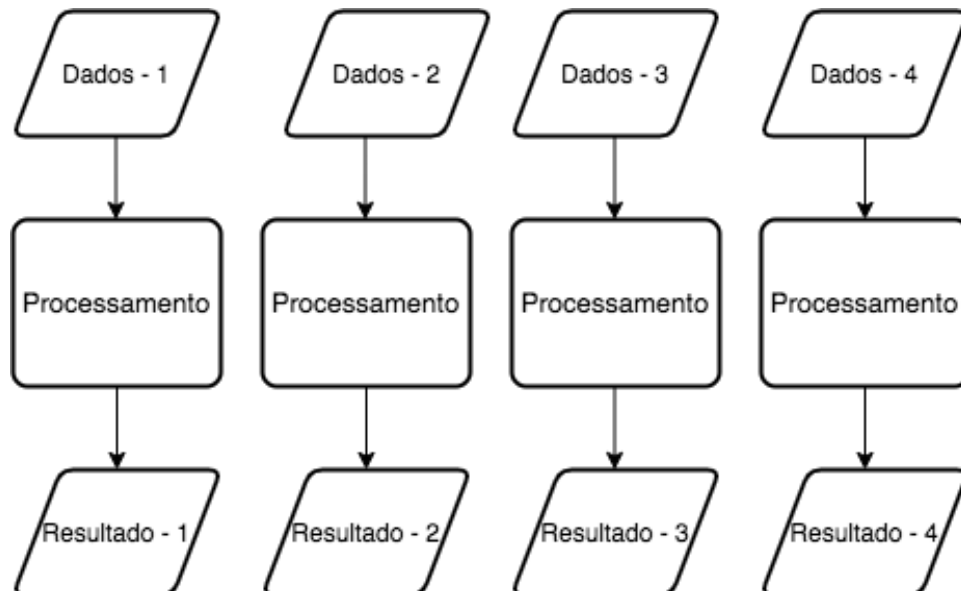 Dados - 1
Dados - 2
Dados - 3
Dados - 4
Processamento
Processamento
Processamento
Processamento
Resultado - 1
Resultado - 2
Resultado - 3
Resultado - 4